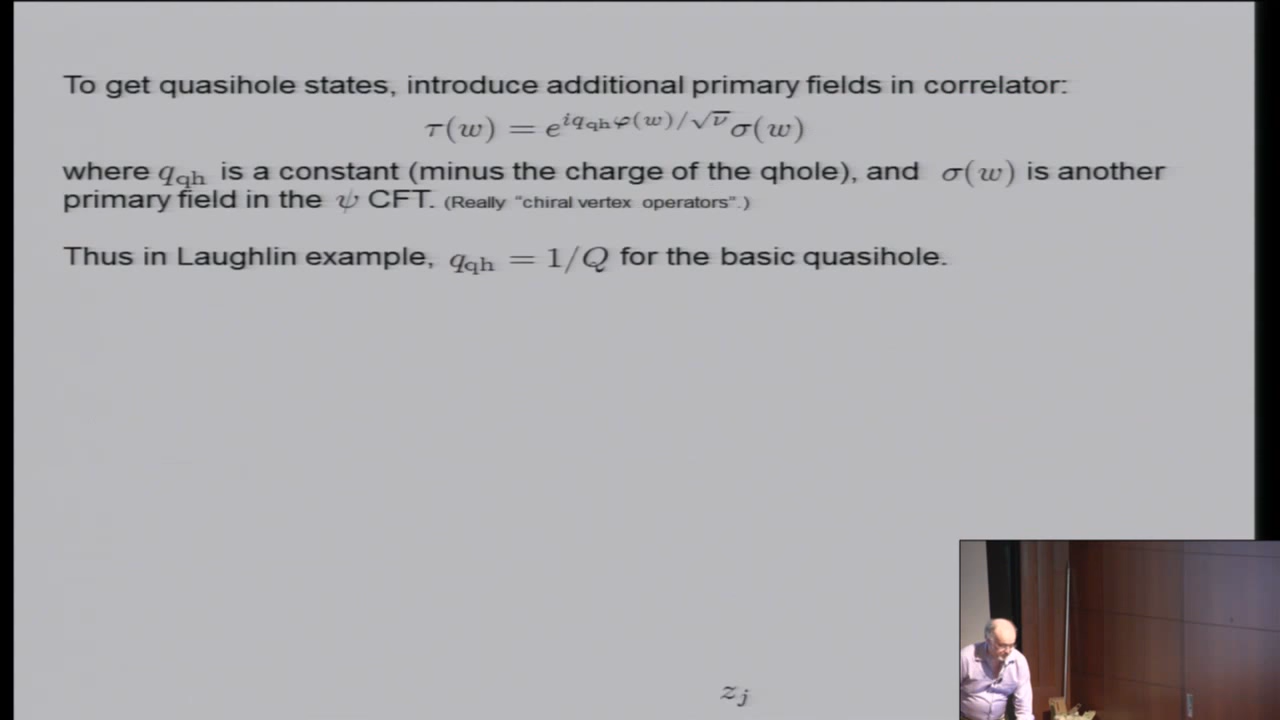 To get quasihole states, introduce additional primary fields in correlator:
τ(w) = e^{iq_{qh}φ(w)/√ν}σ(w)
where q_{qh} is a constant (minus the charge of the qhole), and σ(w) is another
primary field in the ψ CFT. (Really "chiral vertex operators".)
Thus in Laughlin example, q_{qh} = 1/Q for the basic quasihole.
z_j